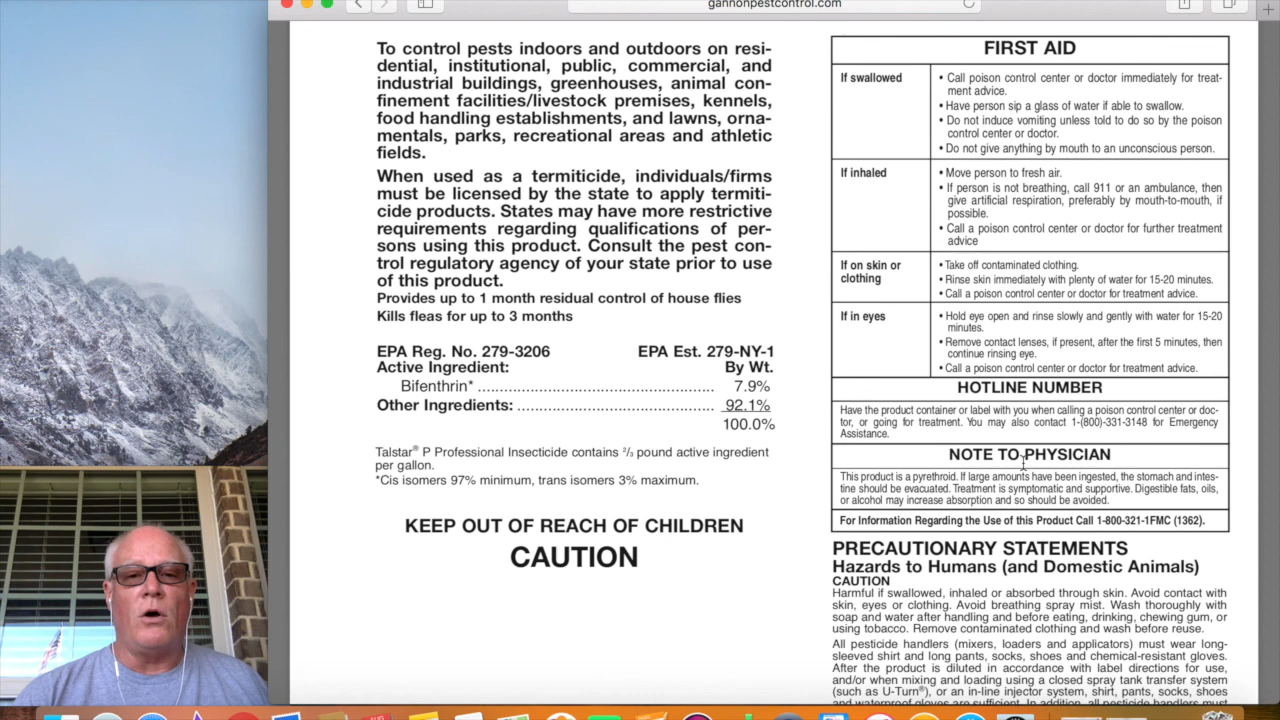 gannonpestcontrol.com
To control pests indoors and outdoors on resi-
dential, institutional, public, commercial, and
industrial buildings, greenhouses, animal con-
finement facilities/livestock premises, kennels,
food handling establishments, and lawns, orna-
mentals, parks, recreational areas and athletic
fields.
When used as a termiticide, individuals/firms
must be licensed by the state to apply termiti-
cide products. States may have more restrictive
requirements regarding qualifications of per-
sons using this product. Consult the pest con-
trol regulatory agency of your state prior to use
of this product.
Provides up to 1 month residual control of house flies
Kills fleas for up to 3 months
EPA Reg. No. 279-3206 EPA Est. 279-NY-1
Active Ingredient: By Wt.
Bifenthrin* ........................................................ 7.9%
Other Ingredients: ............................................... 92.1%
100.0%
Talstar® P Professional Insecticide contains 2/3 pound active ingredient
per gallon.
*Cis isomers 97% minimum, trans isomers 3% maximum.
KEEP OUT OF REACH OF CHILDREN
CAUTION
FIRST AID
If swallowed
• Call poison control center or doctor immediately for treat-
ment advice.
• Have person sip a glass of water if able to swallow.
• Do not induce vomiting unless told to do so by the poison
control center or doctor.
• Do not give anything by mouth to an unconscious person.
If inhaled
• Move person to fresh air.
• If person is not breathing, call 911 or an ambulance, then
give artificial respiration, preferably by mouth-to-mouth, if
possible.
• Call a poison control center or doctor for further treatment
advice
If on skin or
clothing
• Take off contaminated clothing.
• Rinse skin immediately with plenty of water for 15-20 minutes.
• Call a poison control center or doctor for treatment advice.
If in eyes
• Hold eye open and rinse slowly and gently with water for 15-20
minutes.
• Remove contact lenses, if present, after the first 5 minutes, then
continue rinsing eye.
• Call a poison control center or doctor for treatment advice.
HOTLINE NUMBER
Have the product container or label with you when calling a poison control center or doc-
tor, or going for treatment. You may also contact 1-(800)-331-3148 for Emergency
Assistance.
NOTE TO PHYSICIAN
This product is a pyrethroid. If large amounts have been ingested, the stomach and intes-
tine should be evacuated. Treatment is symptomatic and supportive. Digestible fats, oils,
or alcohol may increase absorption and so should be avoided.
For Information Regarding the Use of this Product Call 1-800-321-1FMC (1362).
PRECAUTIONARY STATEMENTS
Hazards to Humans (and Domestic Animals)
CAUTION
Harmful if swallowed, inhaled or absorbed through skin. Avoid contact with
skin, eyes or clothing. Avoid breathing spray mist. Wash thoroughly with
soap and water after handling and before eating, drinking, chewing gum, or
using tobacco. Remove contaminated clothing and wash before reuse.
All pesticide handlers (mixers, loaders and applicators) must wear long-
sleeved shirt and long pants, socks, shoes and chemical-resistant gloves.
After the product is diluted in accordance with label directions for use,
and/or when mixing and loading using a closed spray tank transfer system
(such as U-Turn®), or an in-line injector system, shirt, pants, socks, shoes
and waterproof gloves are sufficient. In addition, all pesticide handlers must